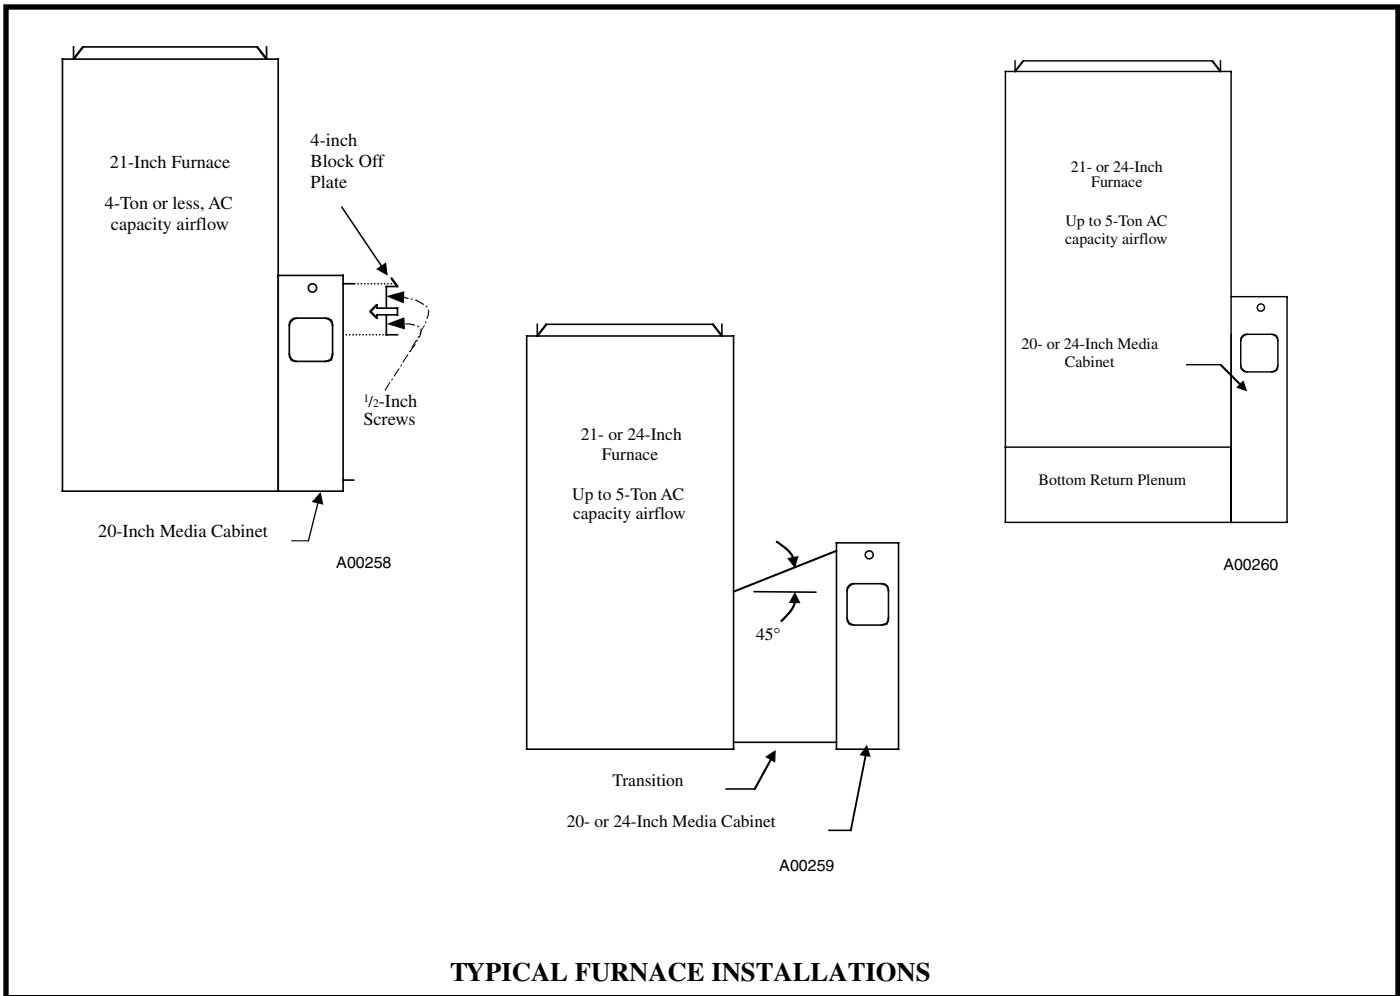 21-Inch Furnace
4-Ton or less, AC
capacity airflow
4-inch
Block Off
Plate
1/2-Inch
Screws
20-Inch Media Cabinet
A00258
21- or 24-Inch
Furnace
Up to 5-Ton AC
capacity airflow
45°
Transition
20- or 24-Inch Media Cabinet
A00259
21- or 24-Inch
Furnace
Up to 5-Ton AC
capacity airflow
20- or 24-Inch Media
Cabinet
Bottom Return Plenum
A00260
TYPICAL FURNACE INSTALLATIONS